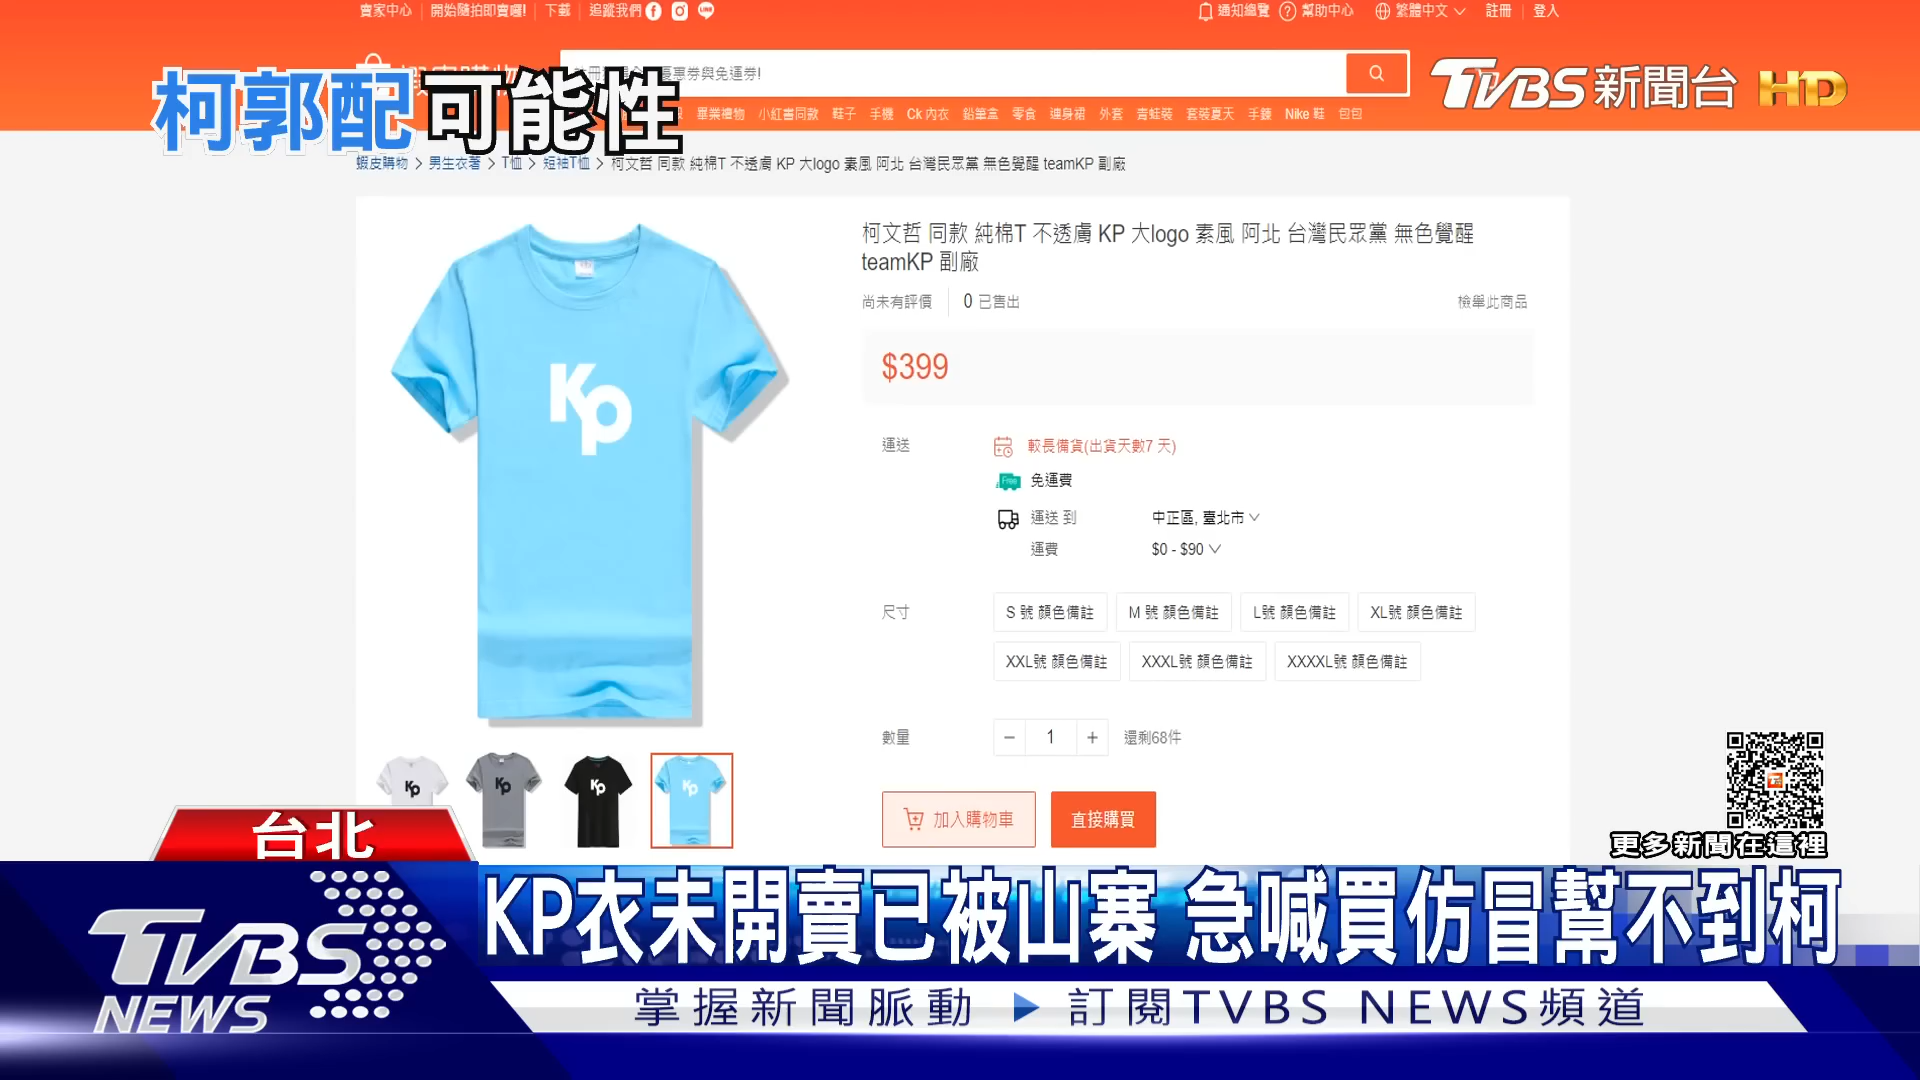 賣家中心 開始隨拍即賣囉! 下載 追蹤我們
通知總覽 幫助中心 繁體中文 註冊 登入
柯郭配可能性
TVBS新聞台 HD
畢業禮物 小紅書同款 鞋子 手機 Ck 內衣 鉛筆盒 零食 連身裙 外套 青蛙裝 套裝夏天 手鍊 Nike 鞋 包包
蝦皮購物 > 男生衣著 > T恤 > 短袖T恤 > 柯文哲 同款 純棉T 不透膚 KP 大logo 素風 阿北 台灣民眾黨 無色覺醒 teamKP 副廠
柯文哲 同款 純棉T 不透膚 KP 大logo 素風 阿北 台灣民眾黨 無色覺醒
teamKP 副廠
尚未有評價 0 已售出 檢舉此商品
$399
Kp
運送 較長備貨(出貨天數7 天)
Free 免運費
運送 到 中正區, 臺北市
運費 $0 - $90
尺寸 S 號 顏色備註 M 號 顏色備註 L號 顏色備註 XL號 顏色備註
XXL號 顏色備註 XXXL號 顏色備註 XXXXL號 顏色備註
數量 − 1 + 還剩68件
Kp Kp Kp Kp
加入購物車 直接購買
更多新聞在這裡
台北
KP衣未開賣已被山寨 急喊買仿冒幫不到柯
TVBS
NEWS
掌握新聞脈動 ▶ 訂閱TVBS NEWS頻道